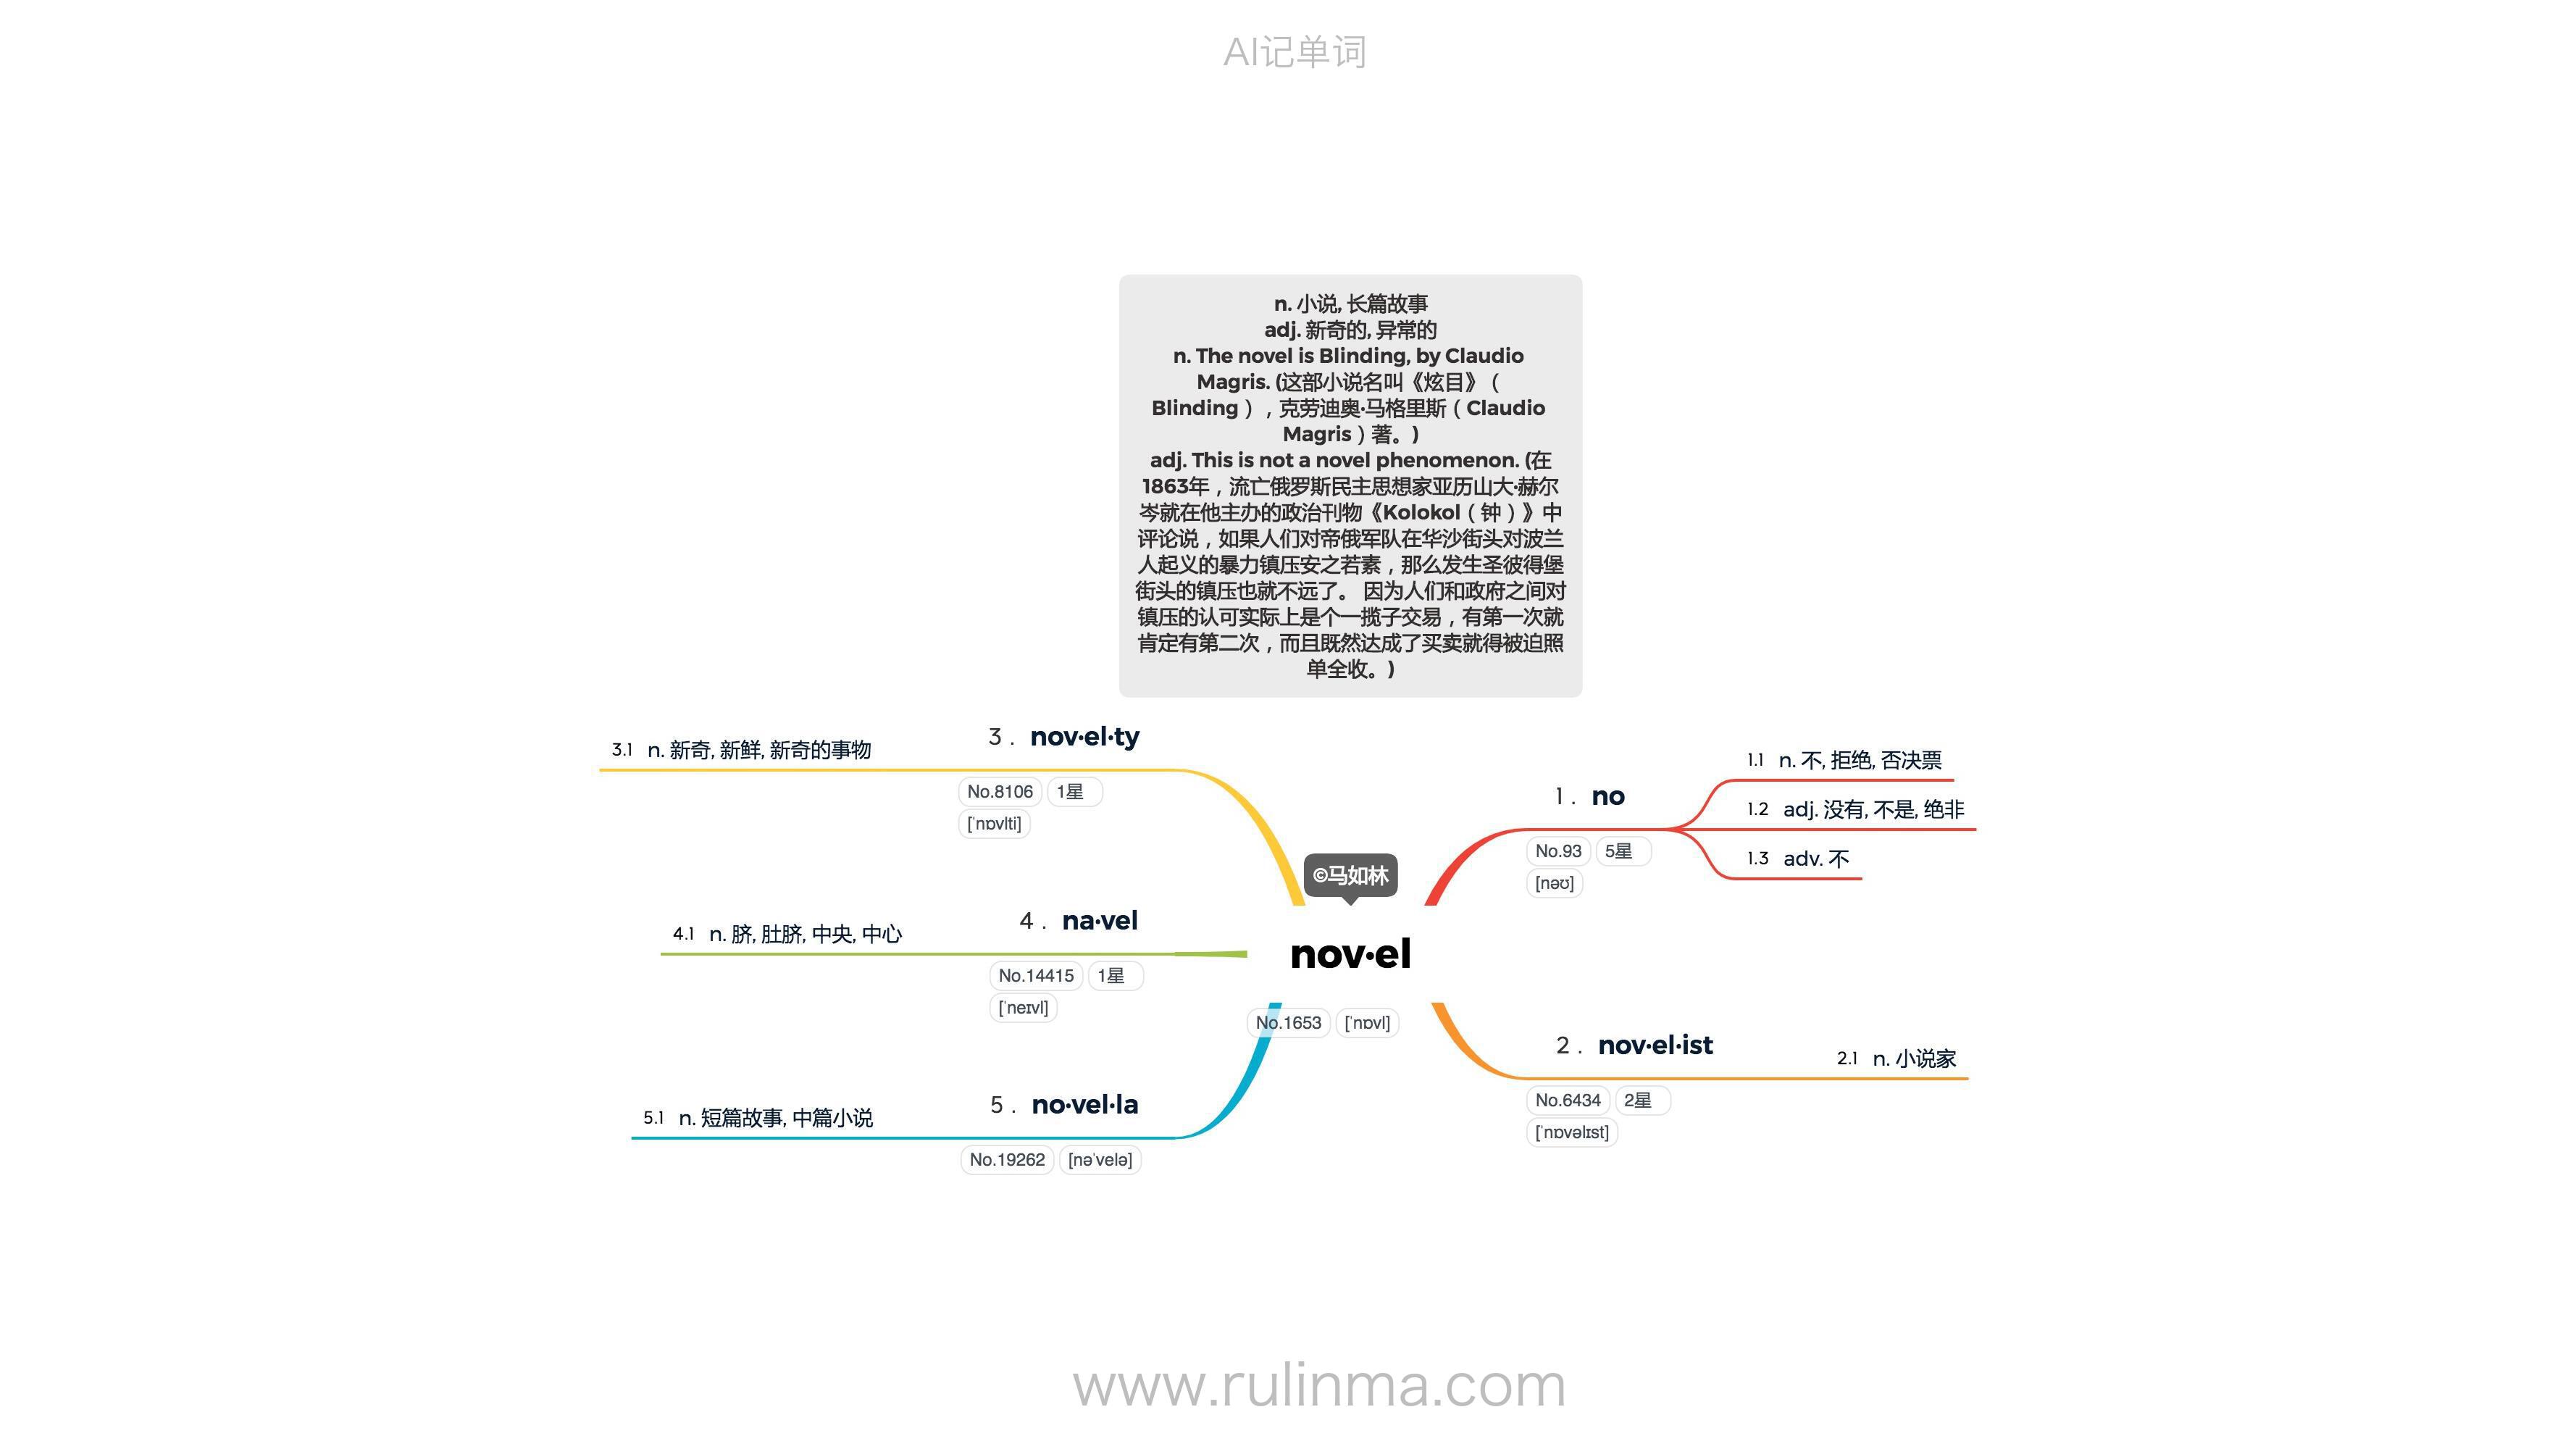 AI记单词
n. 小说, 长篇故事
adj. 新奇的, 异常的
n. The novel is Blinding, by Claudio
Magris. (这部小说名叫《炫目》（
Blinding），克劳迪奥·马格里斯（Claudio
Magris）著。)
adj. This is not a novel phenomenon. (在
1863年，流亡俄罗斯民主思想家亚历山大·赫尔
岑就在他主办的政治刊物《Kolokol（钟）》中
评论说，如果人们对帝俄军队在华沙街头对波兰
人起义的暴力镇压安之若素，那么发生圣彼得堡
街头的镇压也就不远了。 因为人们和政府之间对
镇压的认可实际上是个一揽子交易，有第一次就
肯定有第二次，而且既然达成了买卖就得被迫照
单全收。)
©马如林
nov·el
No.1653 [ˈnɒvl]
1. no
No.93 5星
[nəʊ]
1.1 n. 不, 拒绝, 否决票
1.2 adj. 没有, 不是, 绝非
1.3 adv. 不
2. nov·el·ist
No.6434 2星
[ˈnɒvəlɪst]
2.1 n. 小说家
3. nov·el·ty
No.8106 1星
[ˈnɒvlti]
3.1 n. 新奇, 新鲜, 新奇的事物
4. na·vel
No.14415 1星
[ˈneɪvl]
4.1 n. 脐, 肚脐, 中央, 中心
5. no·vel·la
No.19262 [nəˈvelə]
5.1 n. 短篇故事, 中篇小说
www.rulinma.com